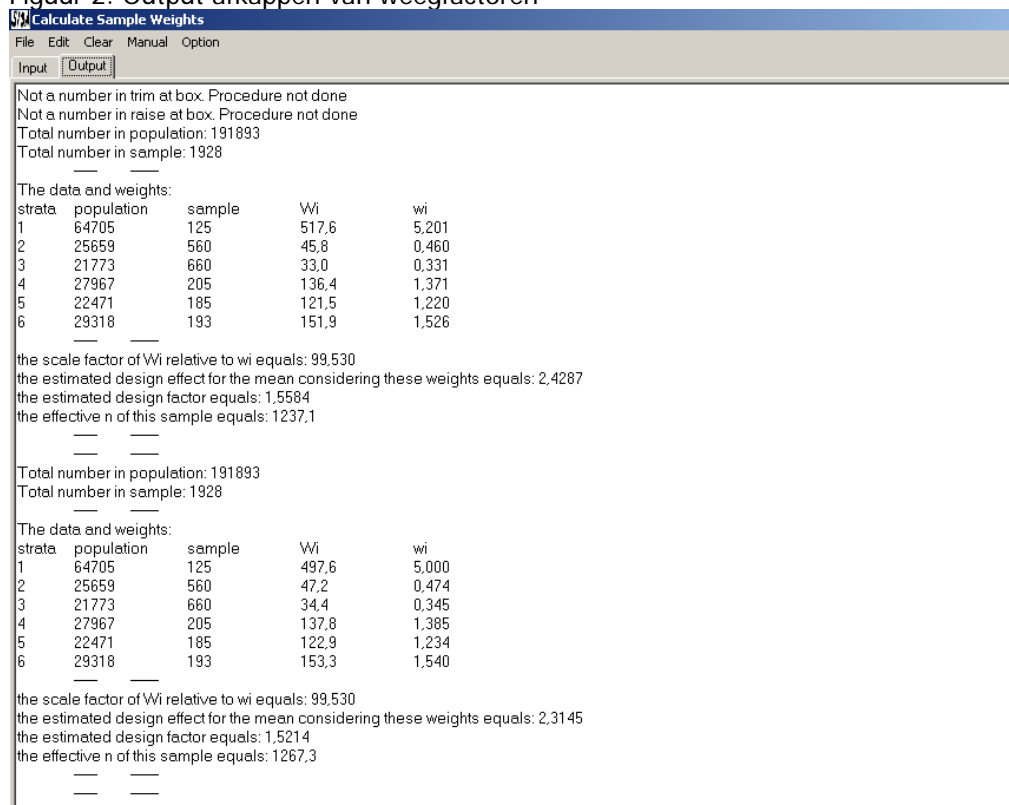 Figuur 2. Output afkappen van weegfactoren
Calculate Sample Weights
File Edit Clear Manual Option
Input Output
Not a number in trim at box. Procedure not done
Not a number in raise at box. Procedure not done
Total number in population: 191893
Total number in sample: 1928
The data and weights:
strata population sample Wi wi
1 64705 125 517,6 5,201
2 25659 560 45,8 0,460
3 21773 660 33,0 0,331
4 27967 205 136,4 1,371
5 22471 185 121,5 1,220
6 29318 193 151,9 1,526
the scale factor of Wi relative to wi equals: 99,530
the estimated design effect for the mean considering these weights equals: 2,4287
the estimated design factor equals: 1,5584
the effective n of this sample equals: 1237,1
Total number in population: 191893
Total number in sample: 1928
The data and weights:
strata population sample Wi wi
1 64705 125 497,6 5,000
2 25659 560 47,2 0,474
3 21773 660 34,4 0,345
4 27967 205 137,8 1,385
5 22471 185 122,9 1,234
6 29318 193 153,3 1,540
the scale factor of Wi relative to wi equals: 99,530
the estimated design effect for the mean considering these weights equals: 2,3145
the estimated design factor equals: 1,5214
the effective n of this sample equals: 1267,3